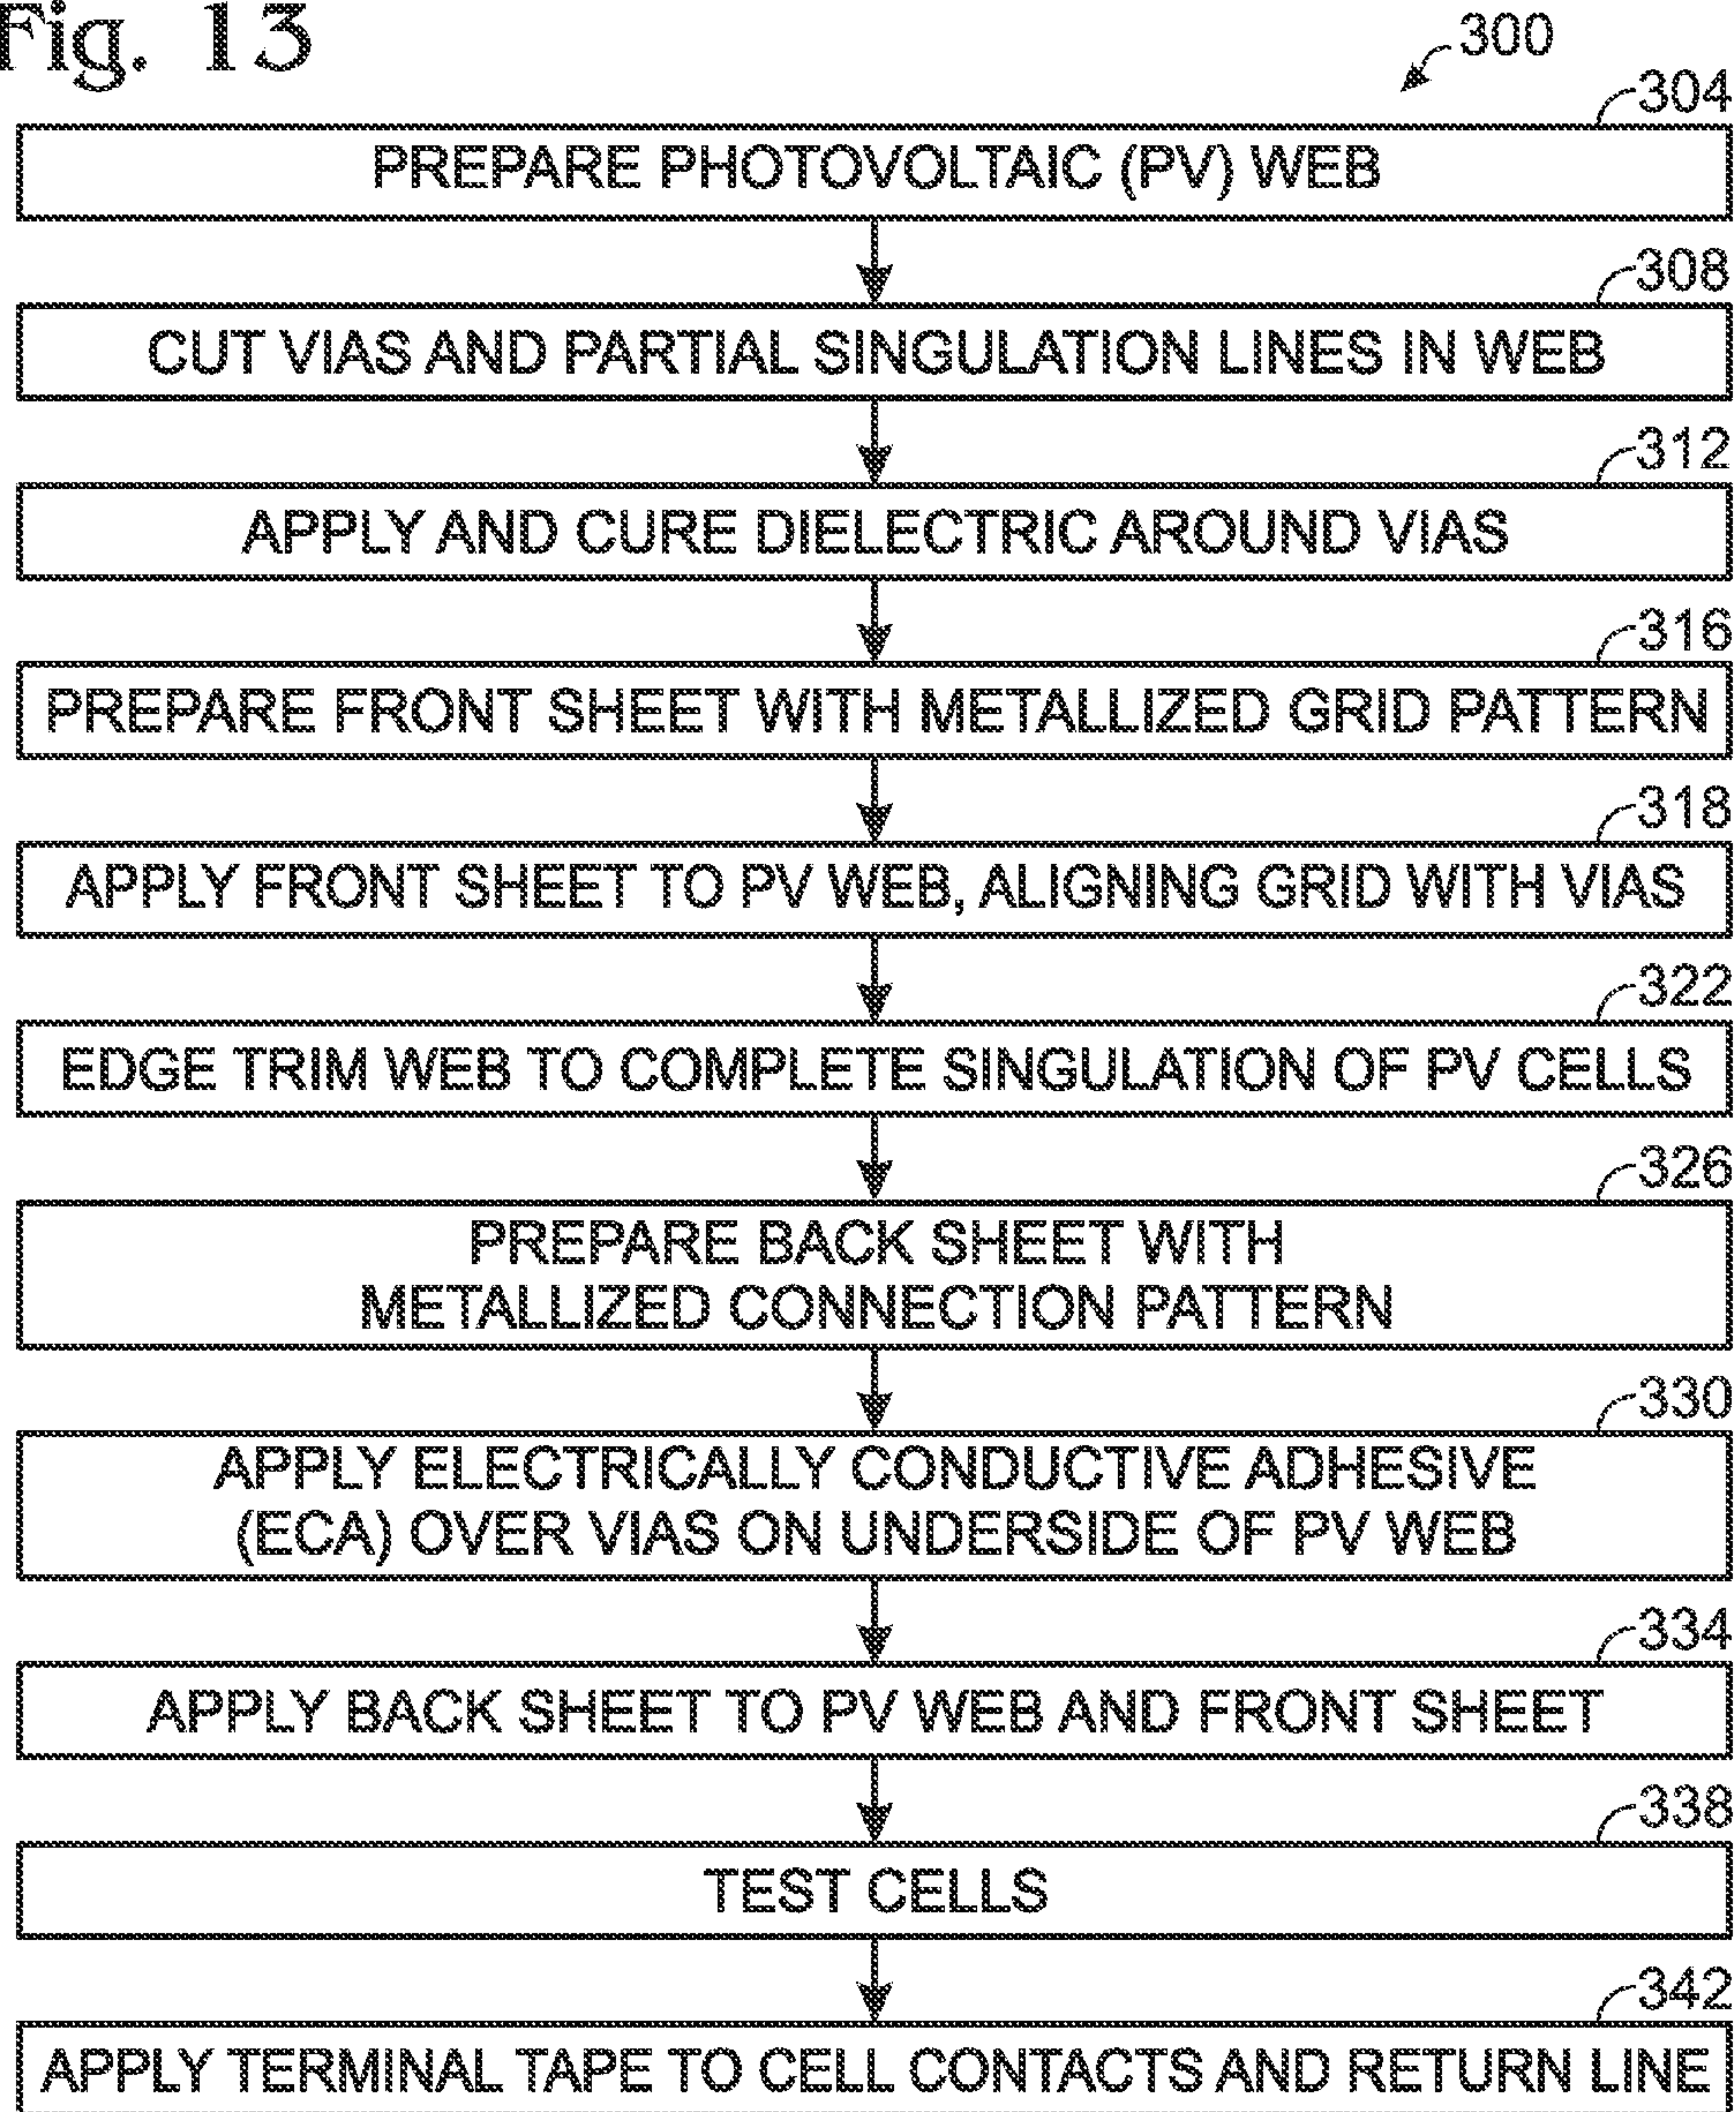 Fig. 13
300
304
PREPARE PHOTOVOLTAIC (PV) WEB
308
CUT VIAS AND PARTIAL SINGULATION LINES IN WEB
312
APPLY AND CURE DIELECTRIC AROUND VIAS
316
PREPARE FRONT SHEET WITH METALLIZED GRID PATTERN
318
APPLY FRONT SHEET TO PV WEB, ALIGNING GRID WITH VIAS
322
EDGE TRIM WEB TO COMPLETE SINGULATION OF PV CELLS
326
PREPARE BACK SHEET WITH
METALLIZED CONNECTION PATTERN
330
APPLY ELECTRICALLY CONDUCTIVE ADHESIVE
(ECA) OVER VIAS ON UNDERSIDE OF PV WEB
334
APPLY BACK SHEET TO PV WEB AND FRONT SHEET
338
TEST CELLS
342
APPLY TERMINAL TAPE TO CELL CONTACTS AND RETURN LINE